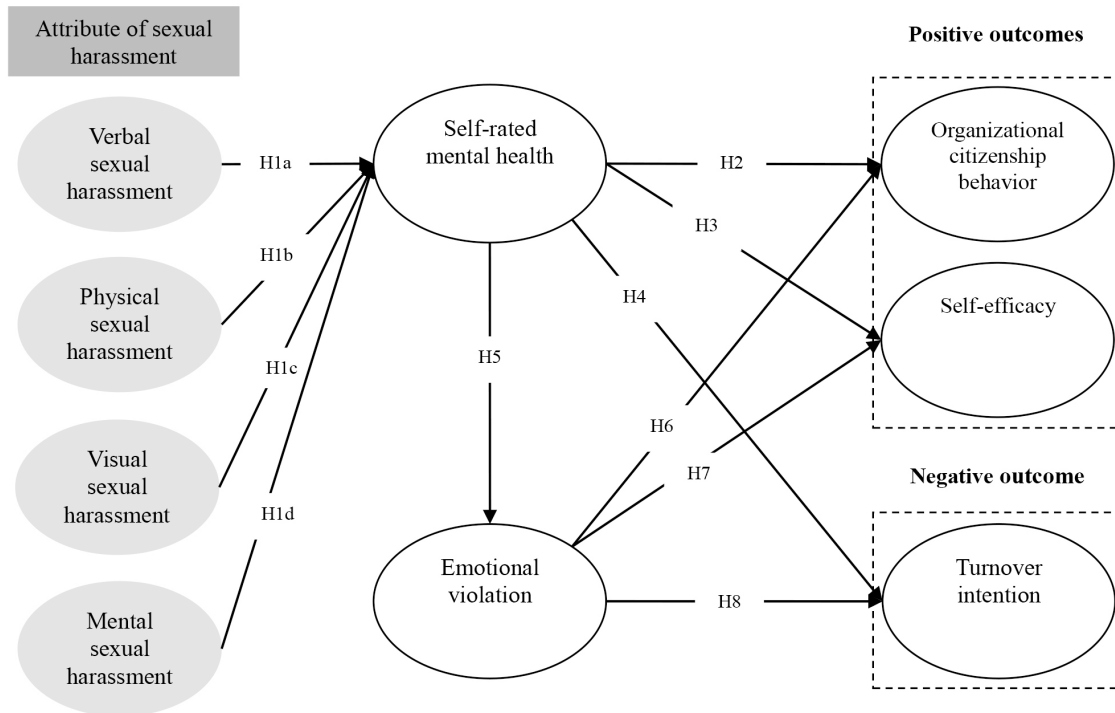 Attribute of sexual
harassment
Verbal
sexual
harassment
Physical
sexual
harassment
Visual
sexual
harassment
Mental
sexual
harassment
H1a
H1b
H1c
H1d
Self-rated
mental health
H5
Emotional
violation
H2
H3
H4
H6
H7
H8
Positive outcomes
Organizational
citizenship
behavior
Self-efficacy
Negative outcome
Turnover
intention